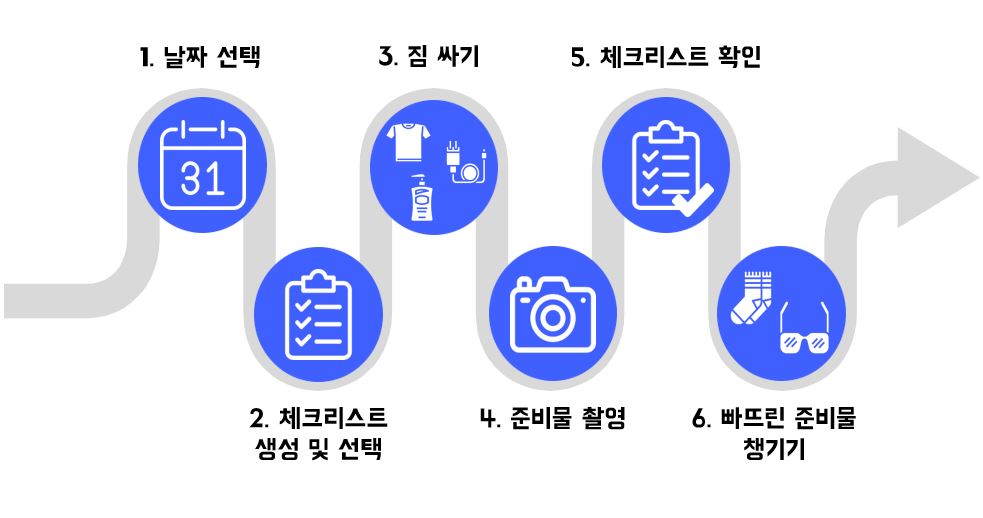 1. 날짜 선택
31
2. 체크리스트
생성 및 선택
3. 짐 싸기
4. 준비물 촬영
5. 체크리스트 확인
6. 빠뜨린 준비물
챙기기